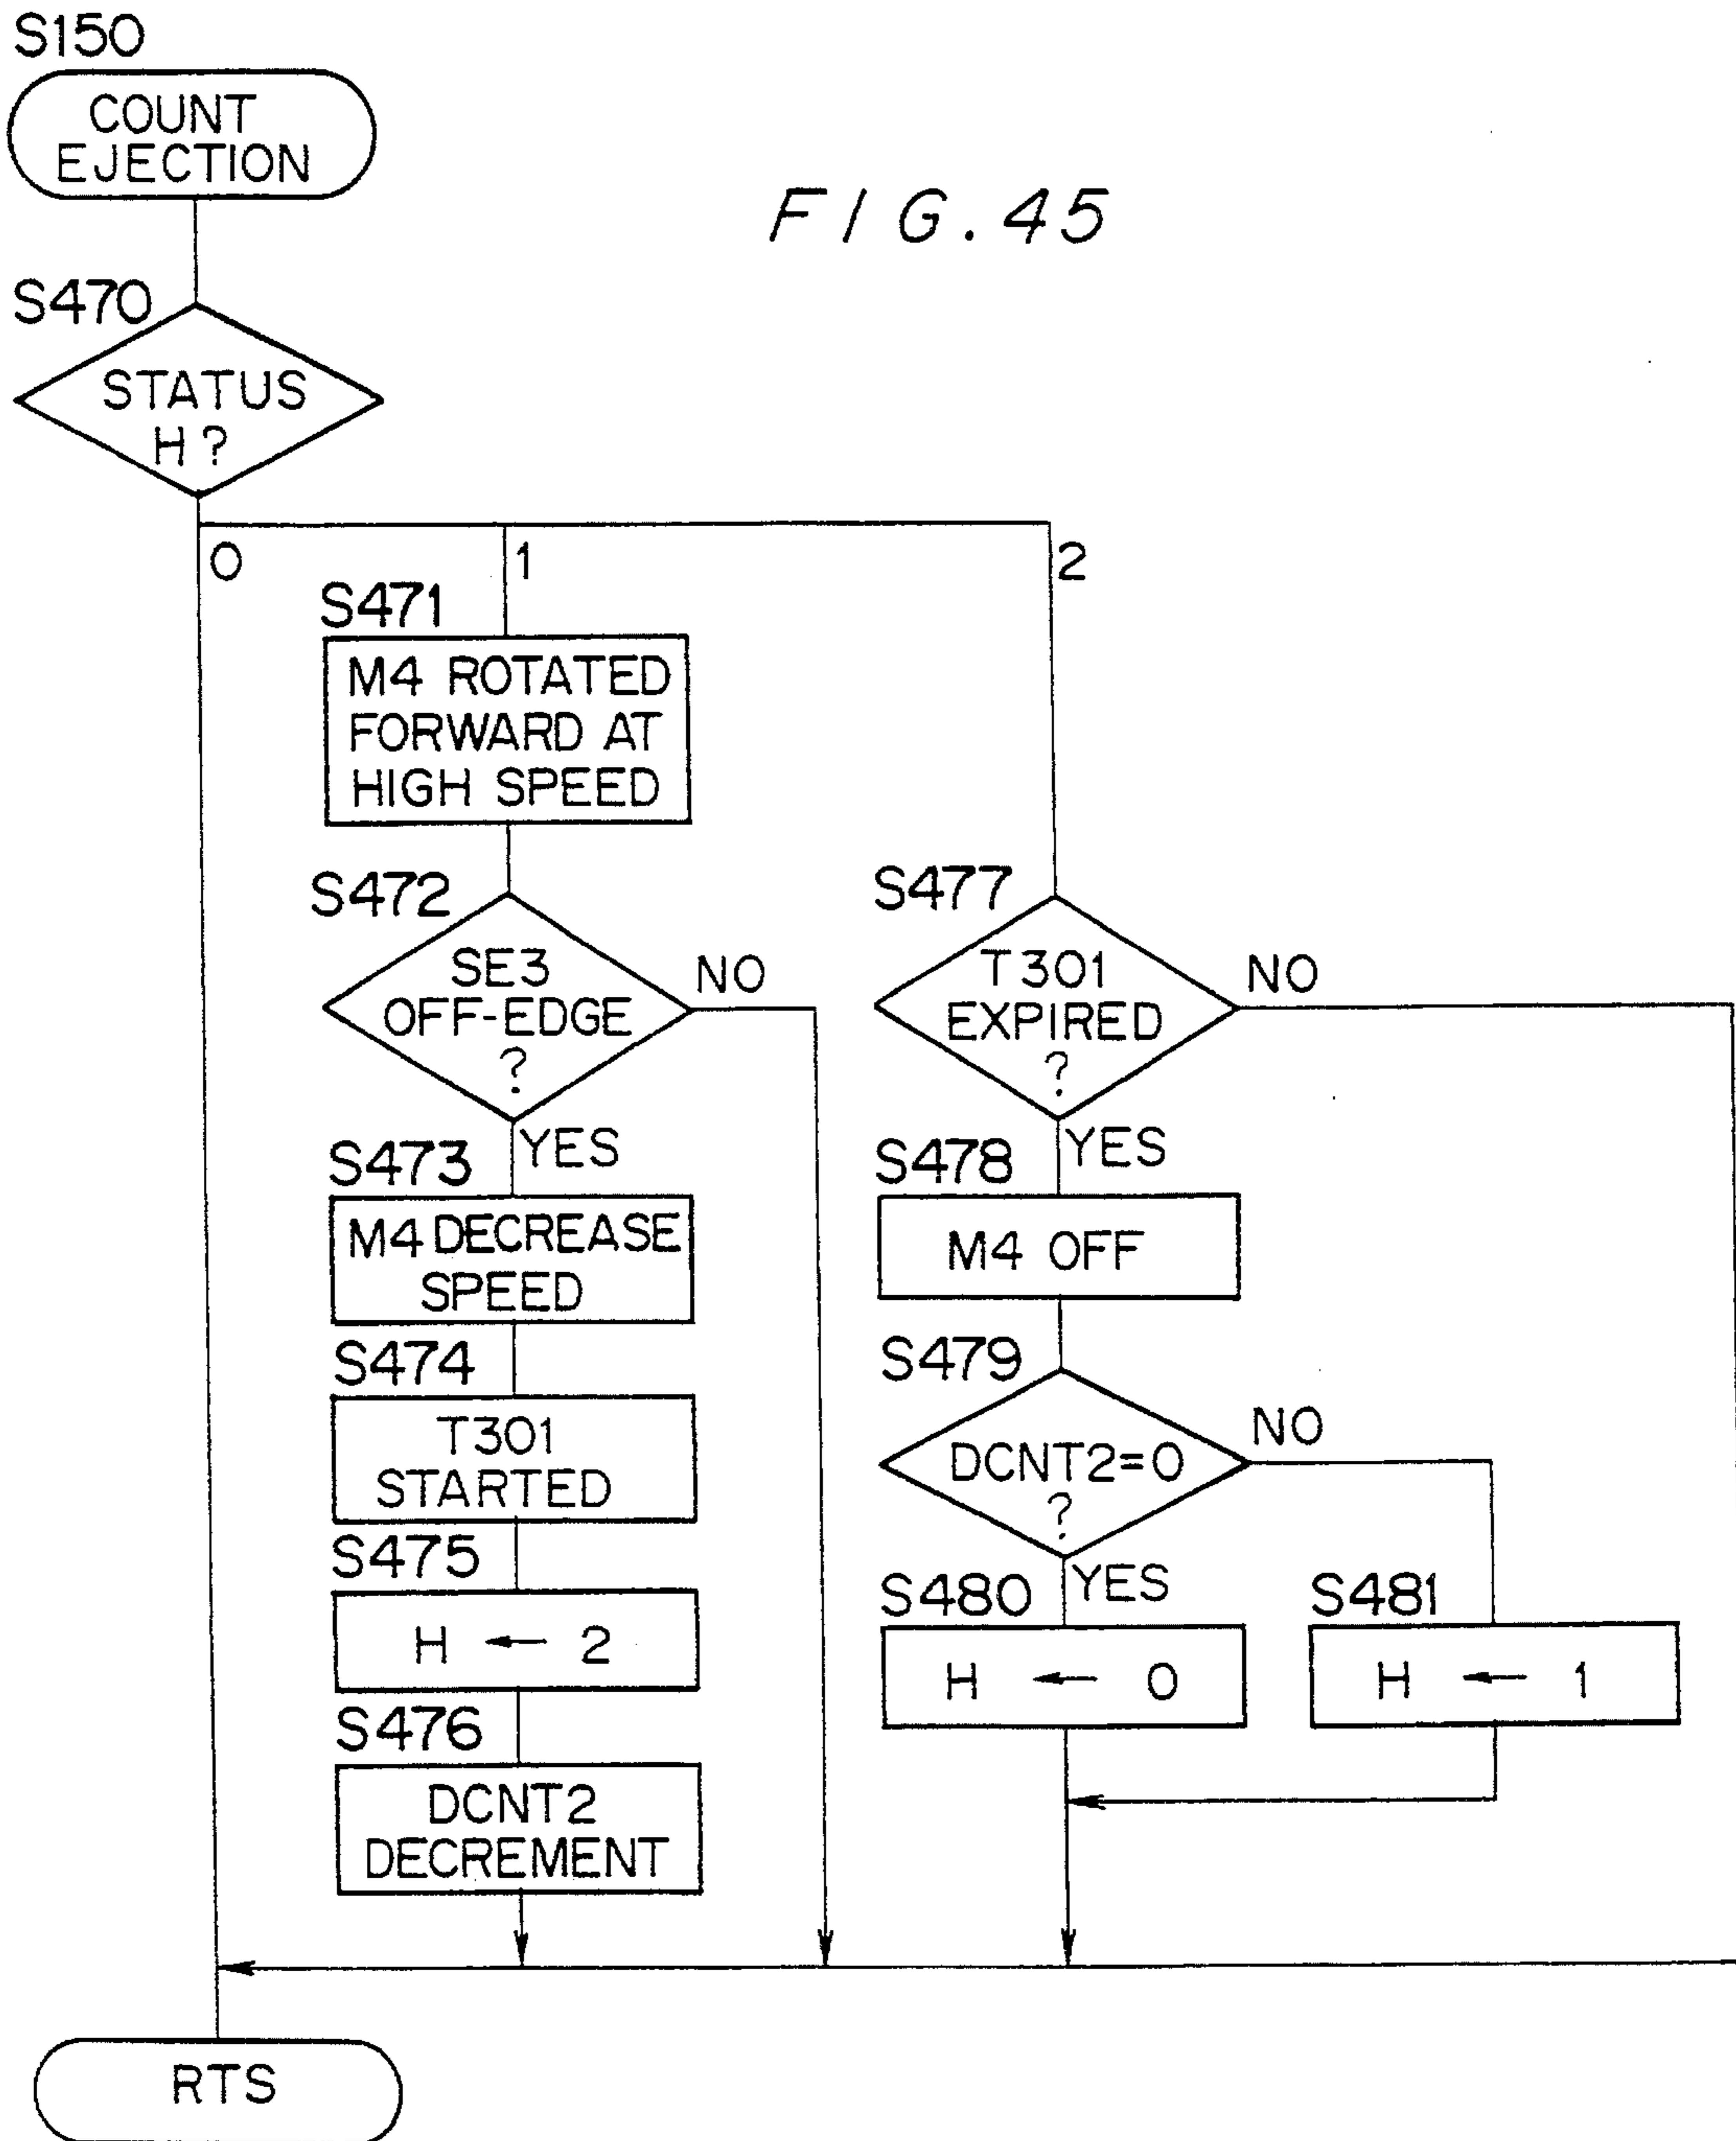 S150
COUNT
EJECTION
FIG.45
S470
STATUS
H?
0
1
2
S471
M4 ROTATED
FORWARD AT
HIGH SPEED
S472
SE3
OFF-EDGE
?
NO
YES
S473
M4 DECREASE
SPEED
S474
T301
STARTED
S475
H ← 2
S476
DCNT2
DECREMENT
S477
T301
EXPIRED
?
NO
YES
S478
M4 OFF
S479
DCNT2=0
?
NO
YES
S480
H ← 0
S481
H ← 1
RTS